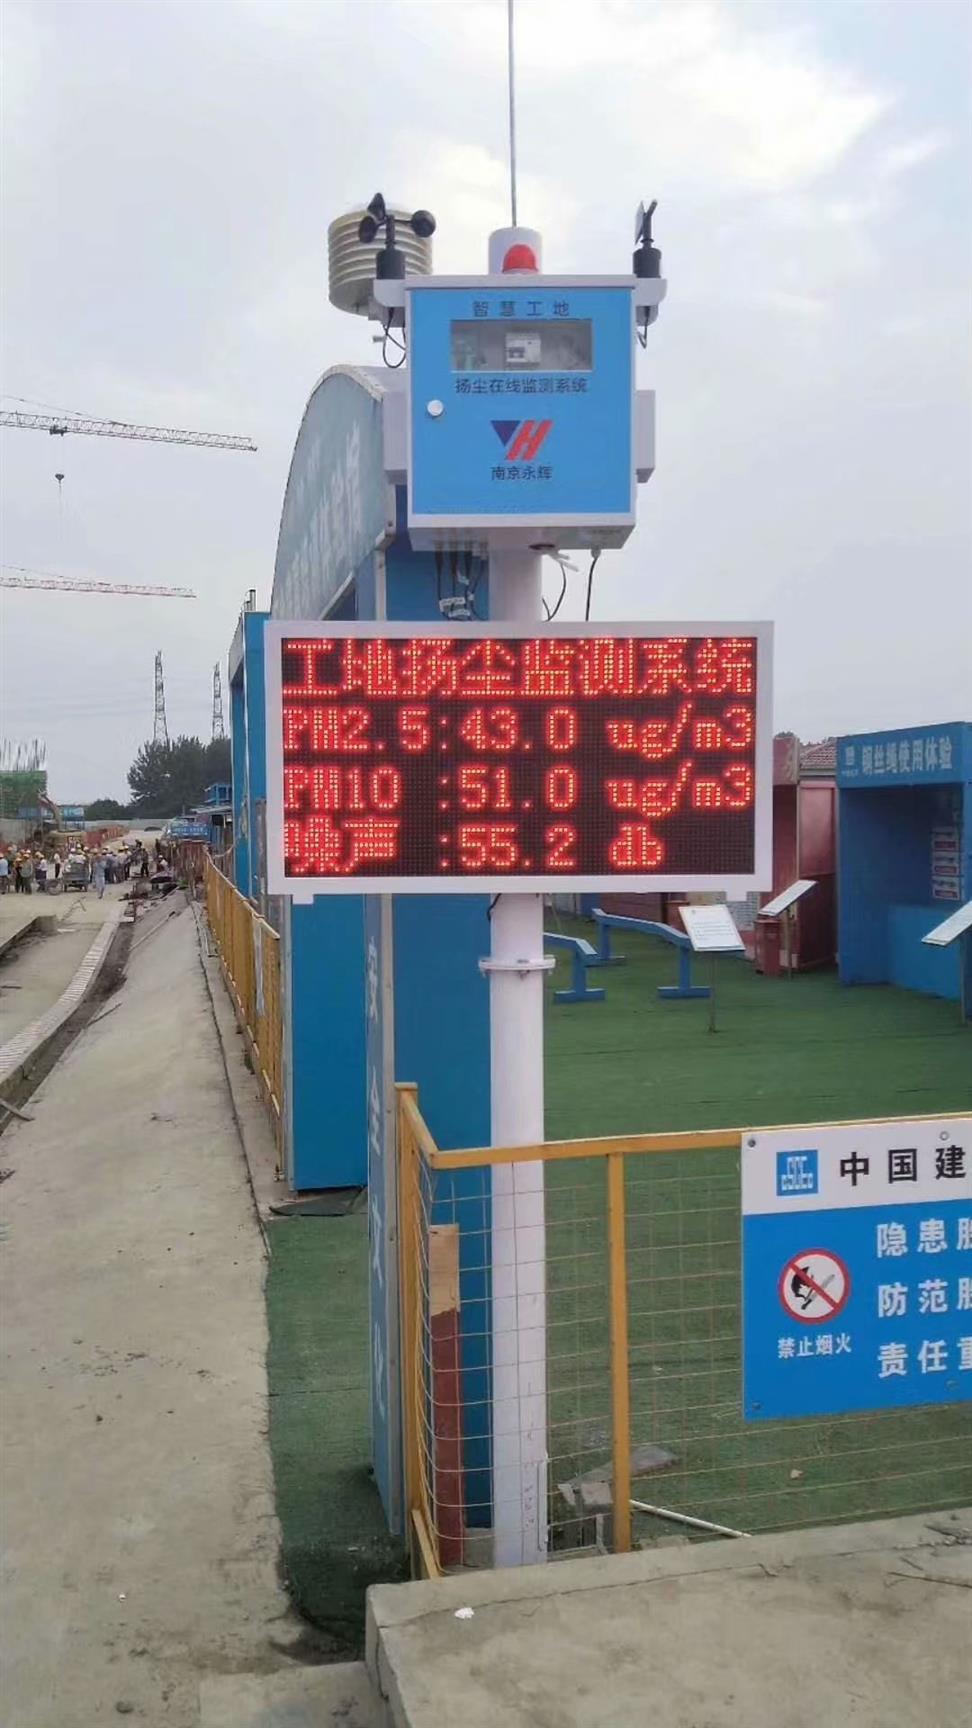 智慧工地
扬尘在线监测系统
南京永辉
工地扬尘监测系统
PM2.5:43.0 ug/m3
PM10 :51.0 ug/m3
噪声 :55.2 db
钢丝绳使用体验
中国建
隐患
防范
责任重
禁止烟火